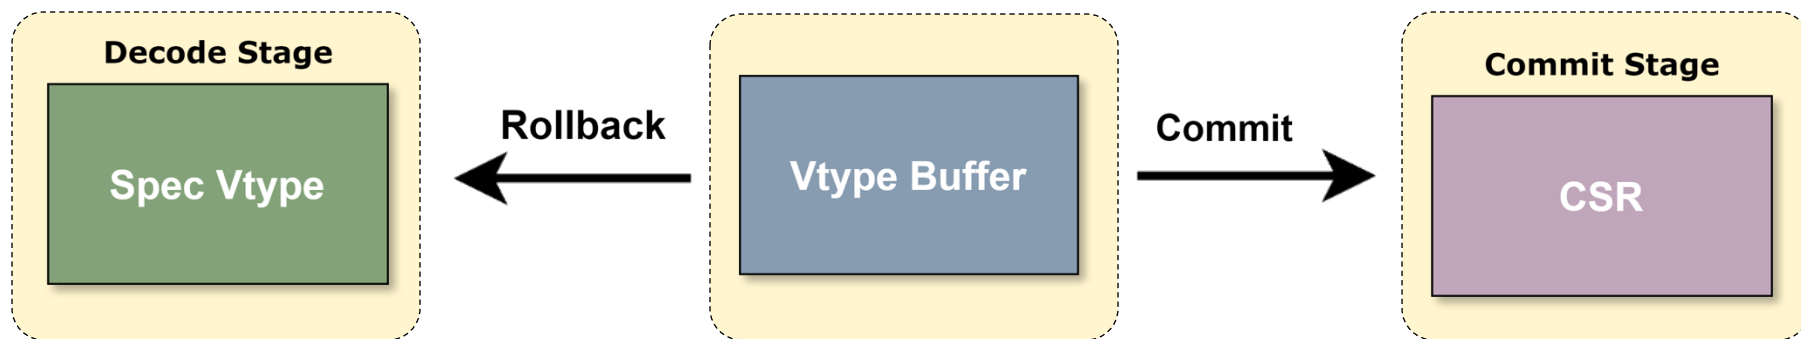 Decode Stage
Spec Vtype
Rollback
Vtype Buffer
Commit
Commit Stage
CSR